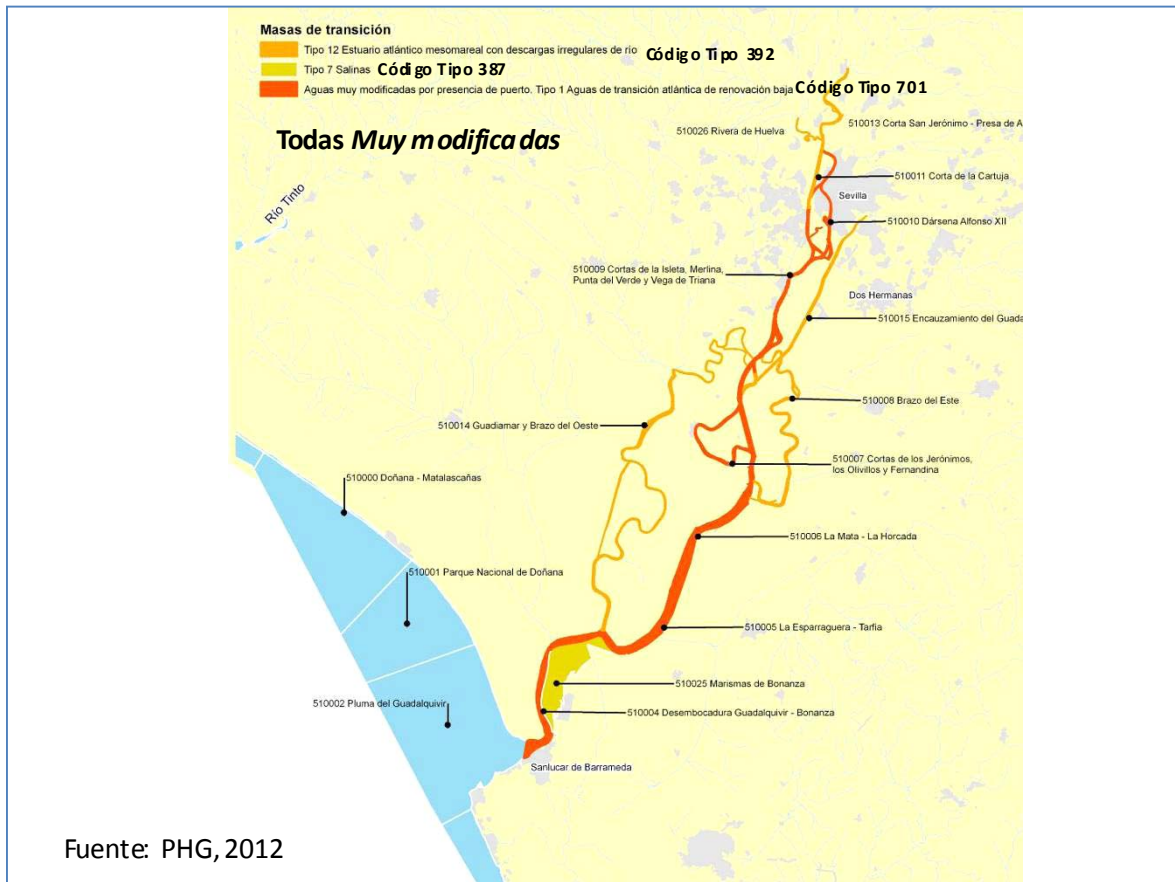 Masas de transición
Tipo 12 Estuario atlántico mesomareal con descargas irregulares de río Código Tipo 392
Tipo 7 Salinas Código Tipo 387
Aguas muy modificadas por presencia de puerto. Tipo 1 Aguas de transición atlántica de renovación baja Código Tipo 701
Todas Muy modificadas
510026 Rivera de Huelva
510013 Corta San Jerónimo - Presa de A
510011 Corta de la Cartuja
Sevilla
Río Tinto
510010 Dársena Alfonso XII
510009 Cortas de la Isleta, Merlina,
Punta del Verde y Vega de Triana
Dos Hermanas
510015 Encauzamiento del Guada
510008 Brazo del Este
510014 Guadiamar y Brazo del Oeste
510007 Cortas de los Jerónimos,
los Olivillos y Fernandina
510000 Doñana - Matalascañas
510006 La Mata - La Horcada
510001 Parque Nacional de Doñana
510005 La Esparraguera - Tarfia
510025 Marismas de Bonanza
510002 Pluma del Guadalquivir
510004 Desembocadura Guadalquivir - Bonanza
Sanlucar de Barrameda
Fuente: PHG, 2012